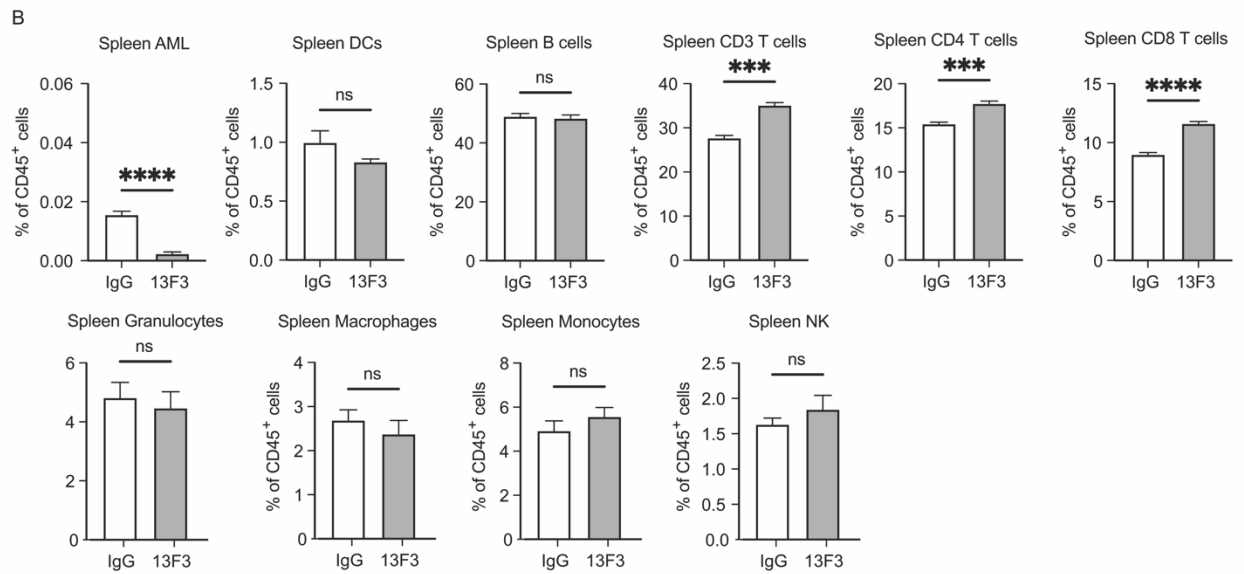 B
Spleen AML
Spleen DCs
Spleen B cells
Spleen CD3 T cells
Spleen CD4 T cells
Spleen CD8 T cells
% of CD45+ cells
0.06
0.04
0.02
0.00
****
IgG 13F3
% of CD45+ cells
1.5
1.0
0.5
0.0
ns
IgG 13F3
% of CD45+ cells
60
40
20
0
ns
IgG 13F3
% of CD45+ cells
40
30
20
10
0
***
IgG 13F3
% of CD45+ cells
20
15
10
5
0
***
IgG 13F3
% of CD45+ cells
15
10
5
0
****
IgG 13F3
Spleen Granulocytes
Spleen Macrophages
Spleen Monocytes
Spleen NK
6
4
2
0
ns
IgG 13F3
% of CD45+ cells
4
3
2
1
0
ns
IgG 13F3
% of CD45+ cells
8
6
4
2
0
ns
IgG 13F3
% of CD45+ cells
2.5
2.0
1.5
1.0
0.5
0.0
ns
IgG 13F3